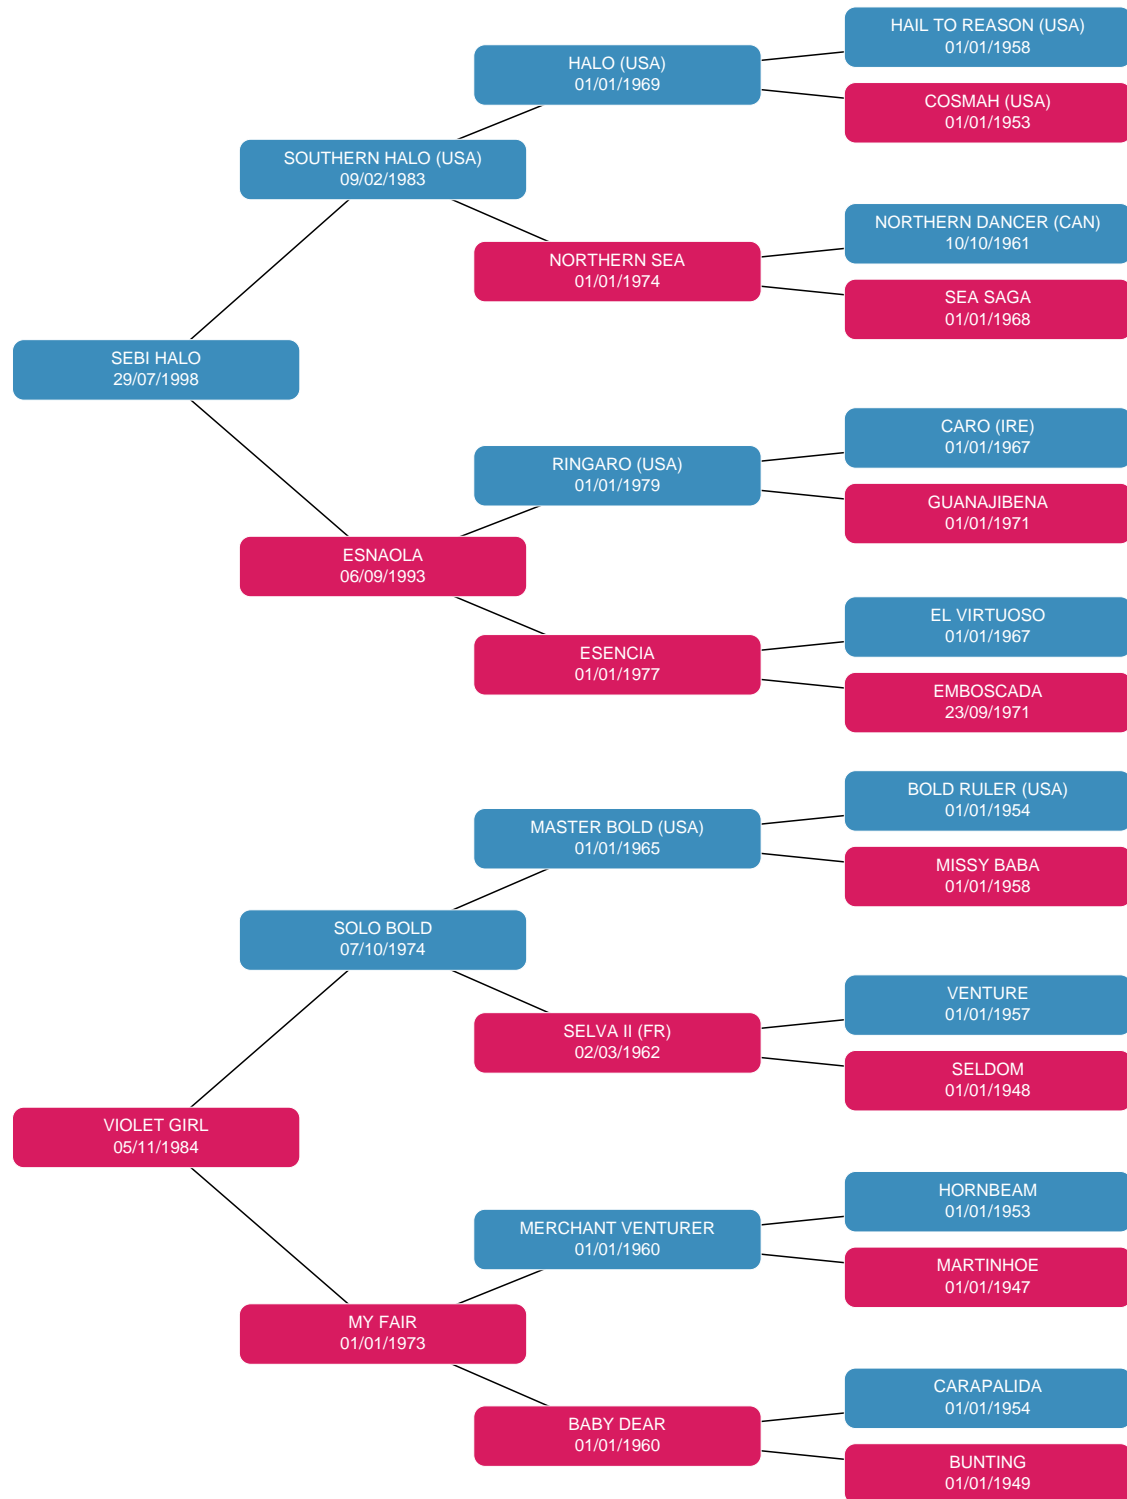 HAIL TO REASON (USA)
01/01/1958
HALO (USA)
01/01/1969
COSMAH (USA)
01/01/1953
SOUTHERN HALO (USA)
09/02/1983
NORTHERN DANCER (CAN)
10/10/1961
NORTHERN SEA
01/01/1974
SEA SAGA
01/01/1968
SEBI HALO
29/07/1998
CARO (IRE)
01/01/1967
RINGARO (USA)
01/01/1979
GUANAJIBENA
01/01/1971
ESNAOLA
06/09/1993
EL VIRTUOSO
01/01/1967
ESENCIA
01/01/1977
EMBOSCADA
23/09/1971
BOLD RULER (USA)
01/01/1954
MASTER BOLD (USA)
01/01/1965
MISSY BABA
01/01/1958
SOLO BOLD
07/10/1974
VENTURE
01/01/1957
SELVA II (FR)
02/03/1962
SELDOM
01/01/1948
VIOLET GIRL
05/11/1984
HORNBEAM
01/01/1953
MERCHANT VENTURER
01/01/1960
MARTINHOE
01/01/1947
MY FAIR
01/01/1973
CARAPALIDA
01/01/1954
BABY DEAR
01/01/1960
BUNTING
01/01/1949